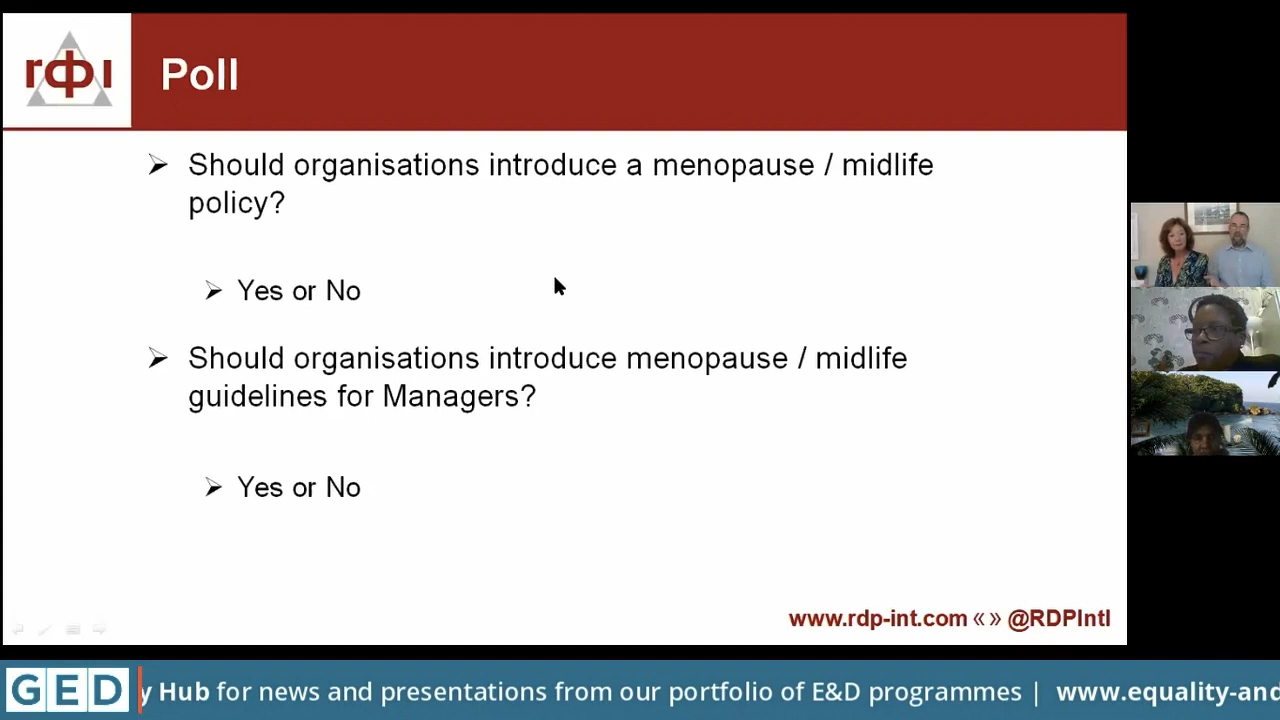 rφι
Poll
Should organisations introduce a menopause / midlife
policy?
Yes or No
Should organisations introduce menopause / midlife
guidelines for Managers?
Yes or No
www.rdp-int.com «» @RDPIntl
GED
y Hub for news and presentations from our portfolio of E&D programmes | www.equality-and